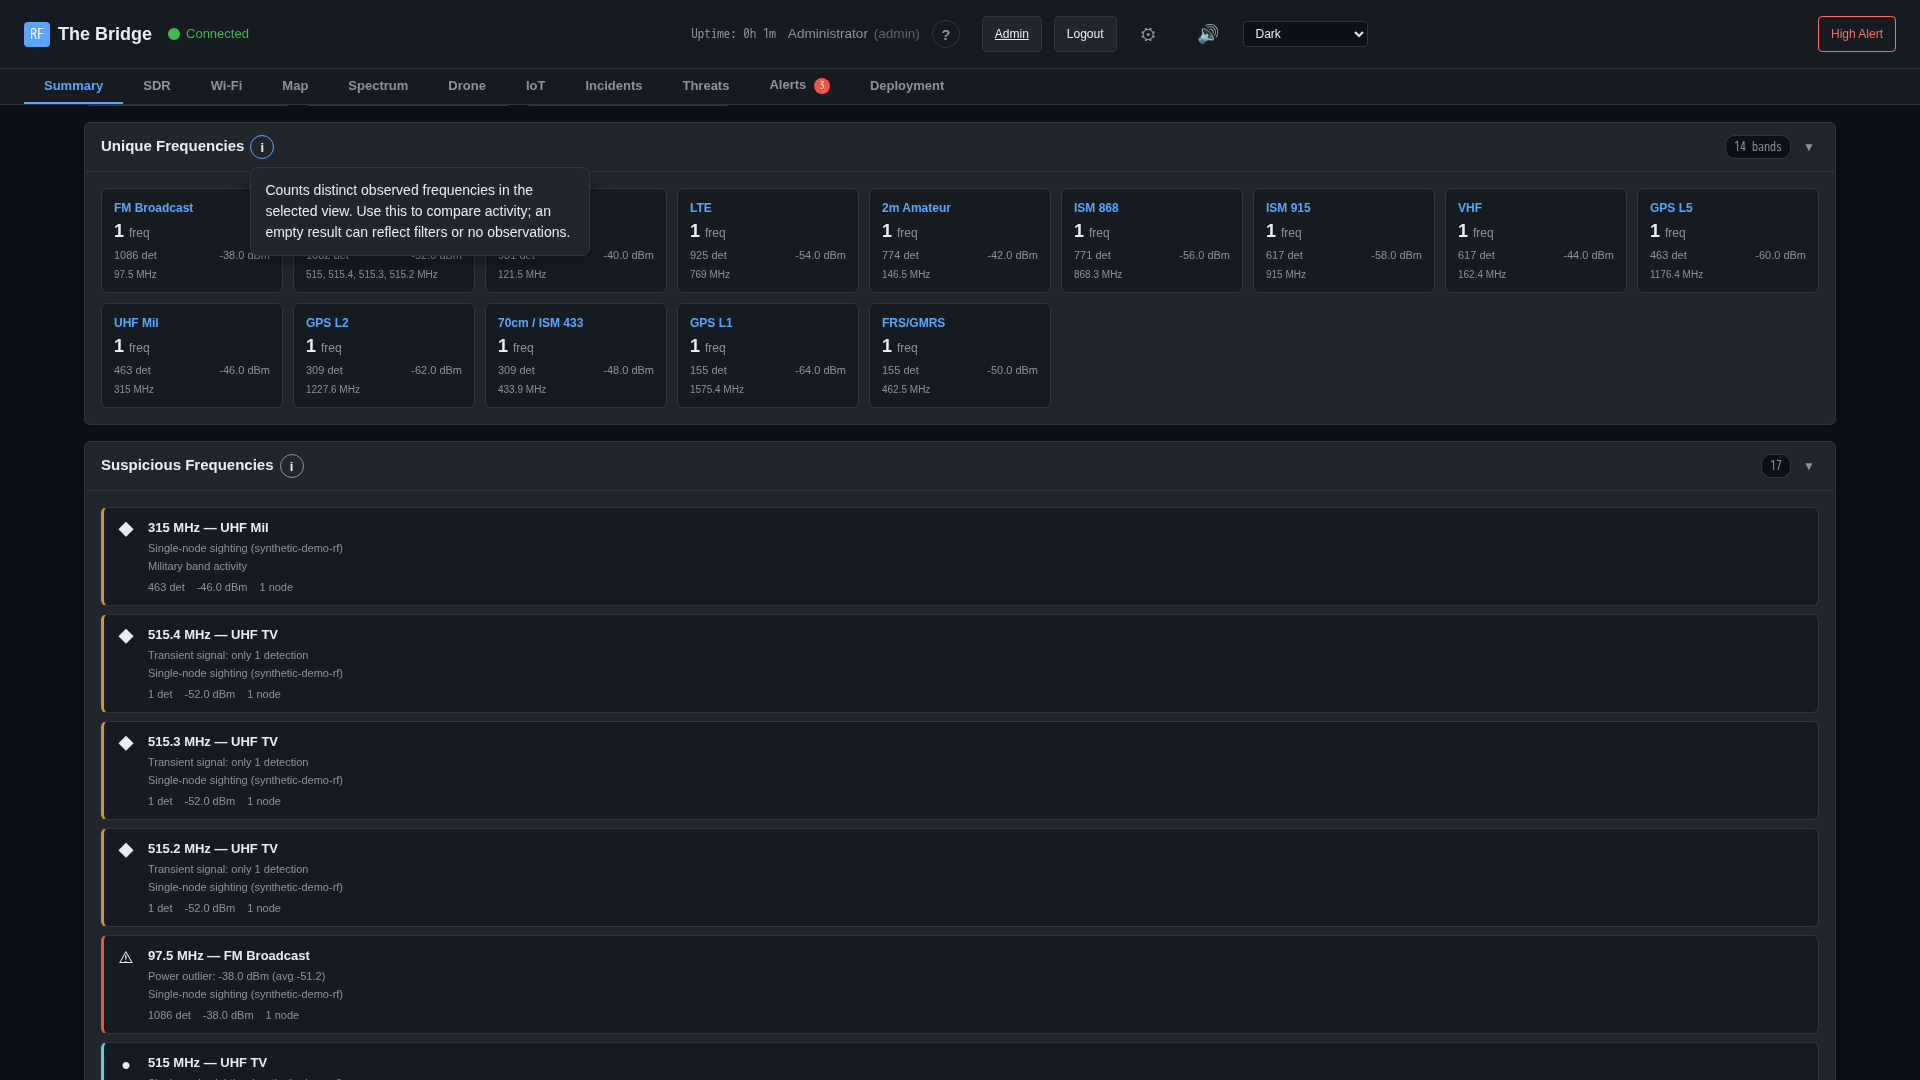 RF The Bridge Connected Uptime: 0h 1m Administrator (admin) ? Admin Logout Dark High Alert
Summary SDR Wi-Fi Map Spectrum Drone IoT Incidents Threats Alerts 3 Deployment
Unique Frequencies i 14 bands
Counts distinct observed frequencies in the
selected view. Use this to compare activity; an
empty result can reflect filters or no observations.
FM Broadcast
1 freq
1086 det -38.0 dBm
97.5 MHz
515, 515.4, 515.3, 515.2 MHz
-40.0 dBm
121.5 MHz
LTE
1 freq
925 det -54.0 dBm
769 MHz
2m Amateur
1 freq
774 det -42.0 dBm
146.5 MHz
ISM 868
1 freq
771 det -56.0 dBm
868.3 MHz
ISM 915
1 freq
617 det -58.0 dBm
915 MHz
VHF
1 freq
617 det -44.0 dBm
162.4 MHz
GPS L5
1 freq
463 det -60.0 dBm
1176.4 MHz
UHF Mil
1 freq
463 det -46.0 dBm
315 MHz
GPS L2
1 freq
309 det -62.0 dBm
1227.6 MHz
70cm / ISM 433
1 freq
309 det -48.0 dBm
433.9 MHz
GPS L1
1 freq
155 det -64.0 dBm
1575.4 MHz
FRS/GMRS
1 freq
155 det -50.0 dBm
462.5 MHz
Suspicious Frequencies i 17
315 MHz — UHF Mil
Single-node sighting (synthetic-demo-rf)
Military band activity
463 det -46.0 dBm 1 node
515.4 MHz — UHF TV
Transient signal: only 1 detection
Single-node sighting (synthetic-demo-rf)
1 det -52.0 dBm 1 node
515.3 MHz — UHF TV
Transient signal: only 1 detection
Single-node sighting (synthetic-demo-rf)
1 det -52.0 dBm 1 node
515.2 MHz — UHF TV
Transient signal: only 1 detection
Single-node sighting (synthetic-demo-rf)
1 det -52.0 dBm 1 node
97.5 MHz — FM Broadcast
Power outlier: -38.0 dBm (avg -51.2)
Single-node sighting (synthetic-demo-rf)
1086 det -38.0 dBm 1 node
515 MHz — UHF TV